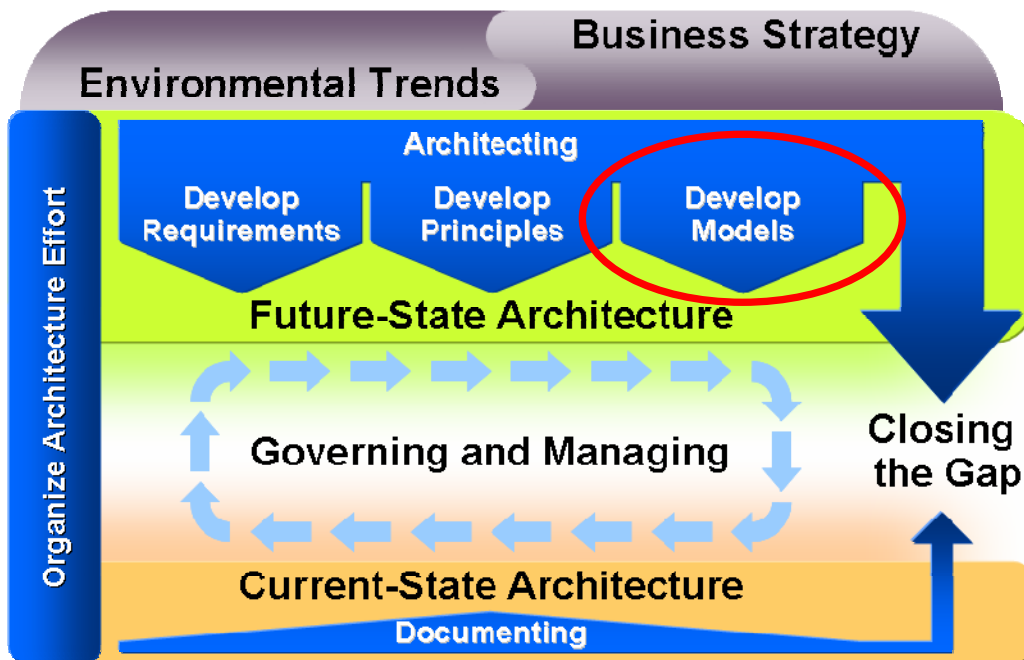 Business Strategy
Environmental Trends
Organize Architecture Effort
Architecting
Develop
Requirements
Develop
Principles
Develop
Models
Future-State Architecture
Governing and Managing
Closing
the Gap
Current-State Architecture
Documenting